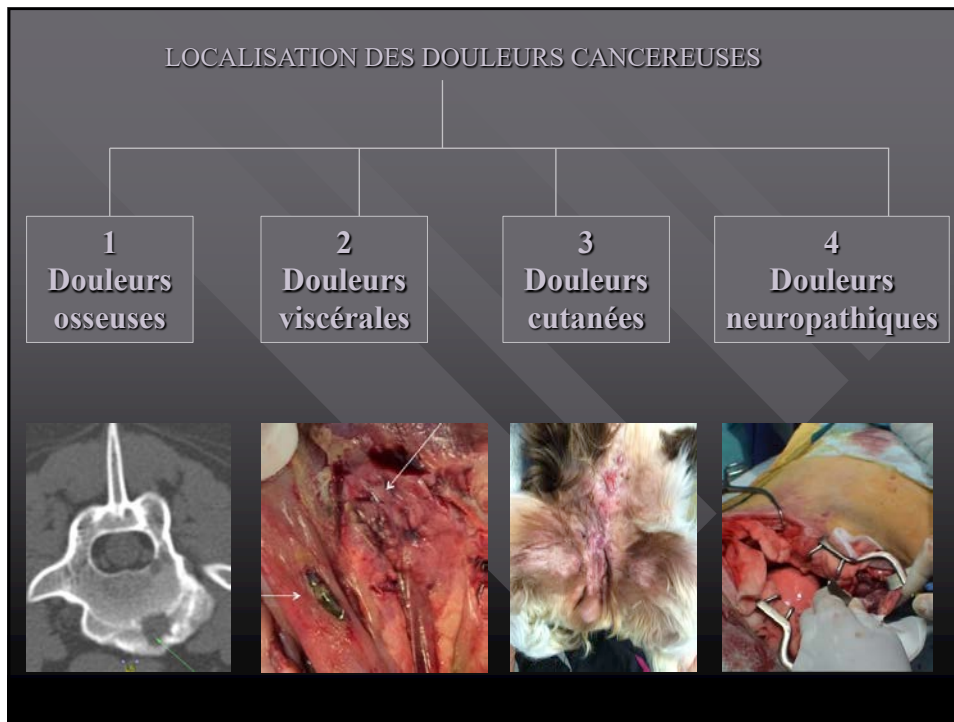 LOCALISATION DES DOULEURS CANCEREUSES
1
Douleurs
osseuses
2
Douleurs
viscérales
3
Douleurs
cutanées
4
Douleurs
neuropathiques